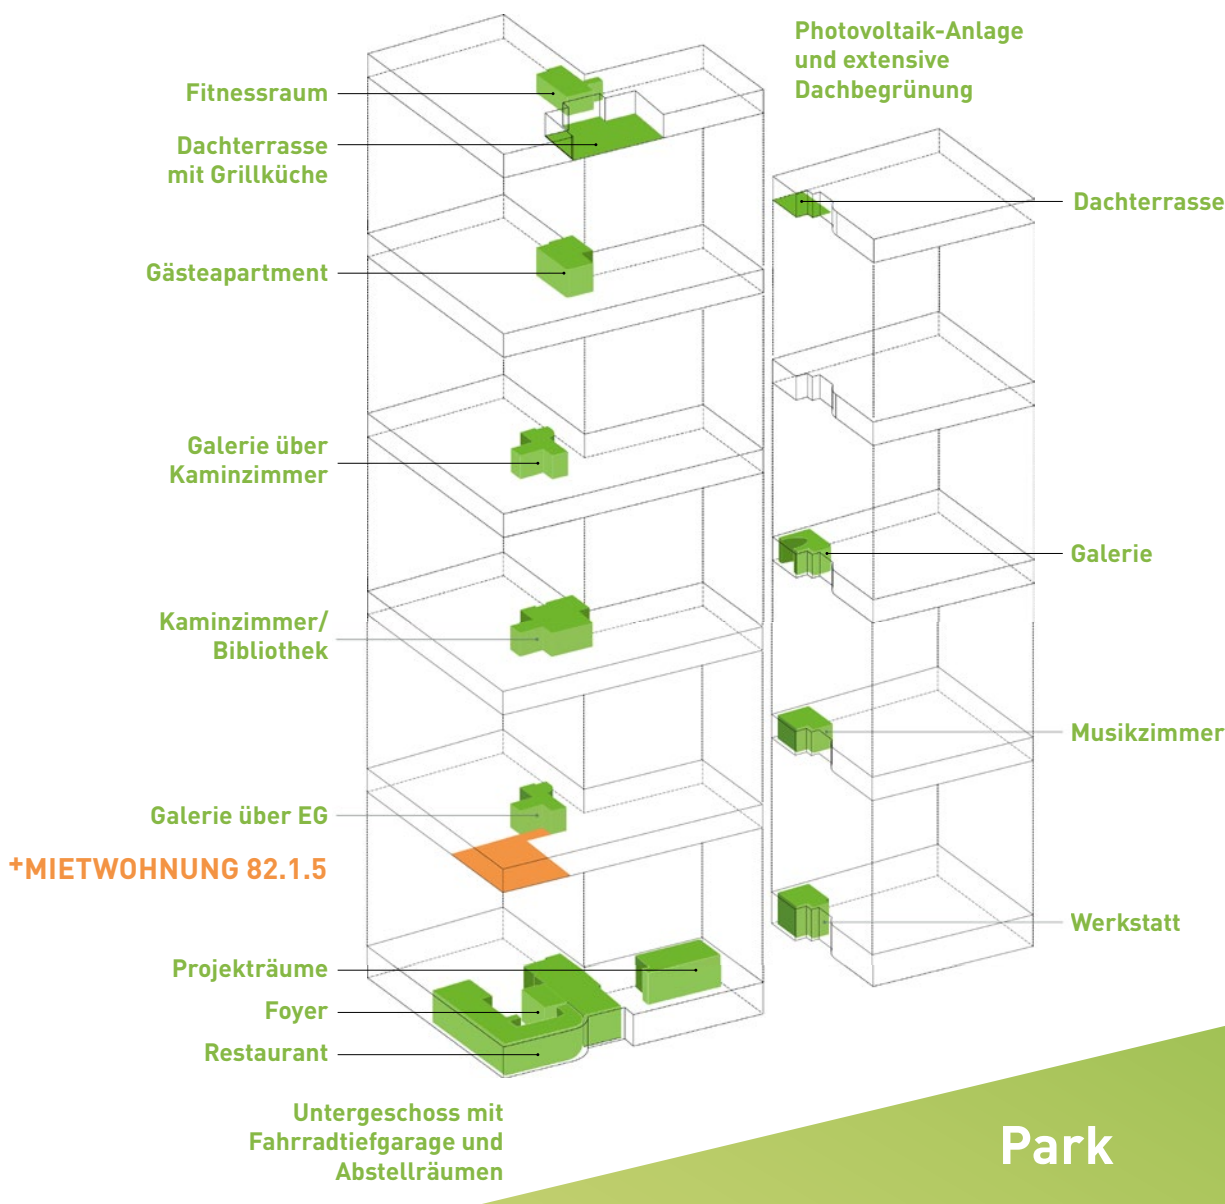 Photovoltaik-Anlage
und extensive
Dachbegrünung
Fitnessraum
Dachterrasse
mit Grillküche
Dachterrasse
Gästeapartment
Galerie über
Kaminzimmer
Galerie
Kaminzimmer/
Bibliothek
Musikzimmer
Galerie über EG
+MIETWOHNUNG 82.1.5
Werkstatt
Projekträume
Foyer
Restaurant
Untergeschoss mit
Fahrradtiefgarage und
Abstellräumen
Park